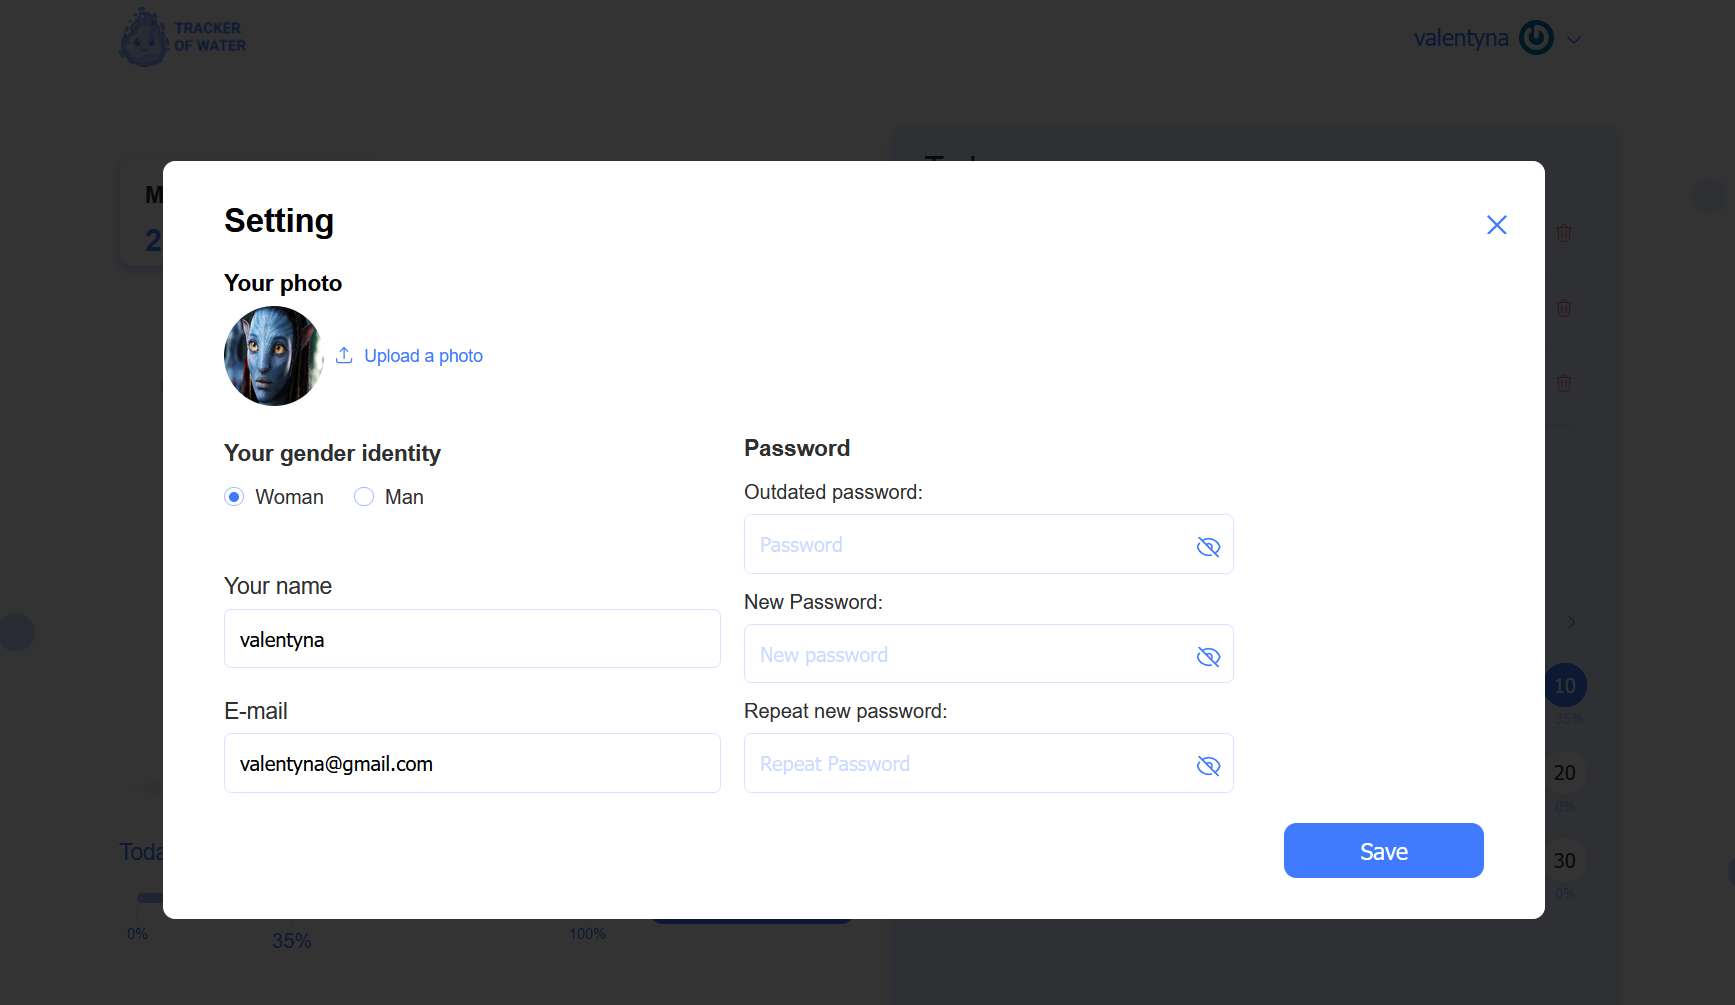 TRACKER
OF WATER
valentyna
Setting
Your photo
Upload a photo
Your gender identity
Woman
Man
Your name
valentyna
E-mail
valentyna@gmail.com
Password
Outdated password:
Password
New Password:
New password
Repeat new password:
Repeat Password
Save
10
35%
20
0%
30
0%
0%
35%
100%